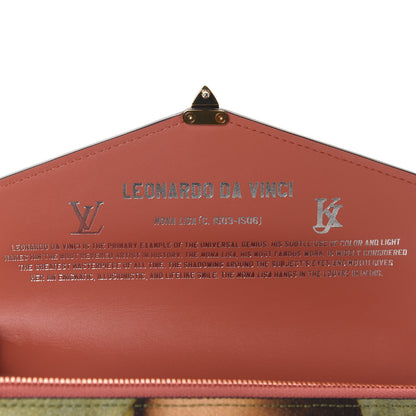 LEONARDO DA VINCI
MONA LISA (C. 1503-1506)
LV
JK
LEONARDO DA VINCI IS THE PRIMARY EXAMPLE OF THE UNIVERSAL GENIUS. HIS SUBTLE USE OF COLOR AND LIGHT
MAKES HIM THE MOST REVERED ARTIST IN HISTORY. THE MONA LISA, HIS MOST FAMOUS WORK, IS WIDELY CONSIDERED
THE GREATEST MASTERPIECE OF ALL TIME. THE SHADOWING AROUND THE SUBJECT'S EYES AND MOUTH GIVES
HER AN ENIGMATIC, ILLUSIONISTIC, AND LIFELIKE SMILE. THE MONA LISA HANGS IN THE LOUVRE IN PARIS.